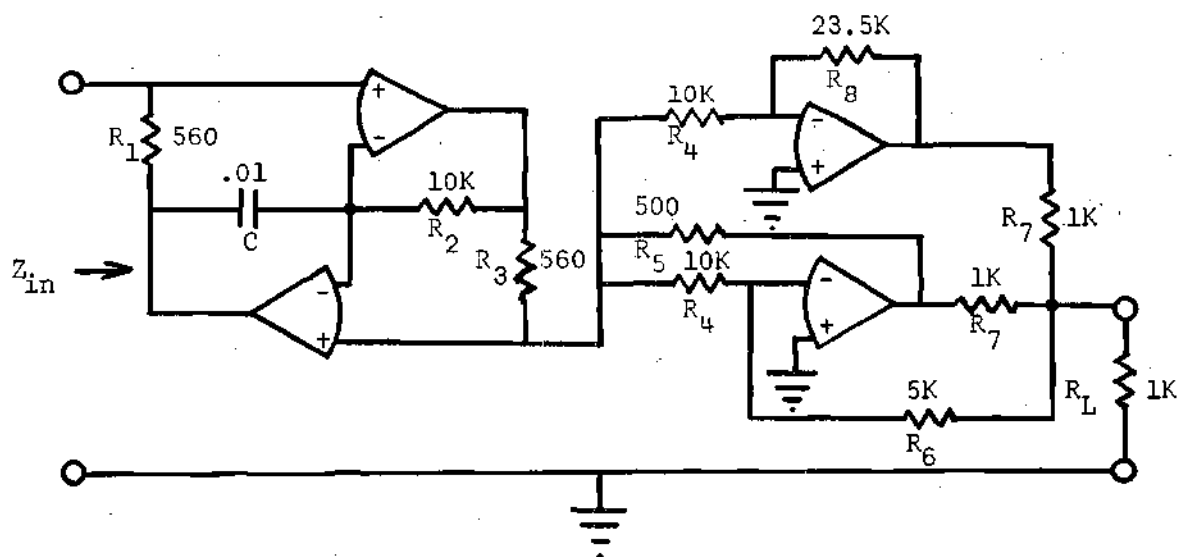 23.5K
R8
10K
R4
+
-
R1 560
.01
C
10K
R2
-
+
500
R5
R7 1K
Zin
R3 560
10K
R4
-
+
1K
R7
-
+
5K
R6
RL 1K